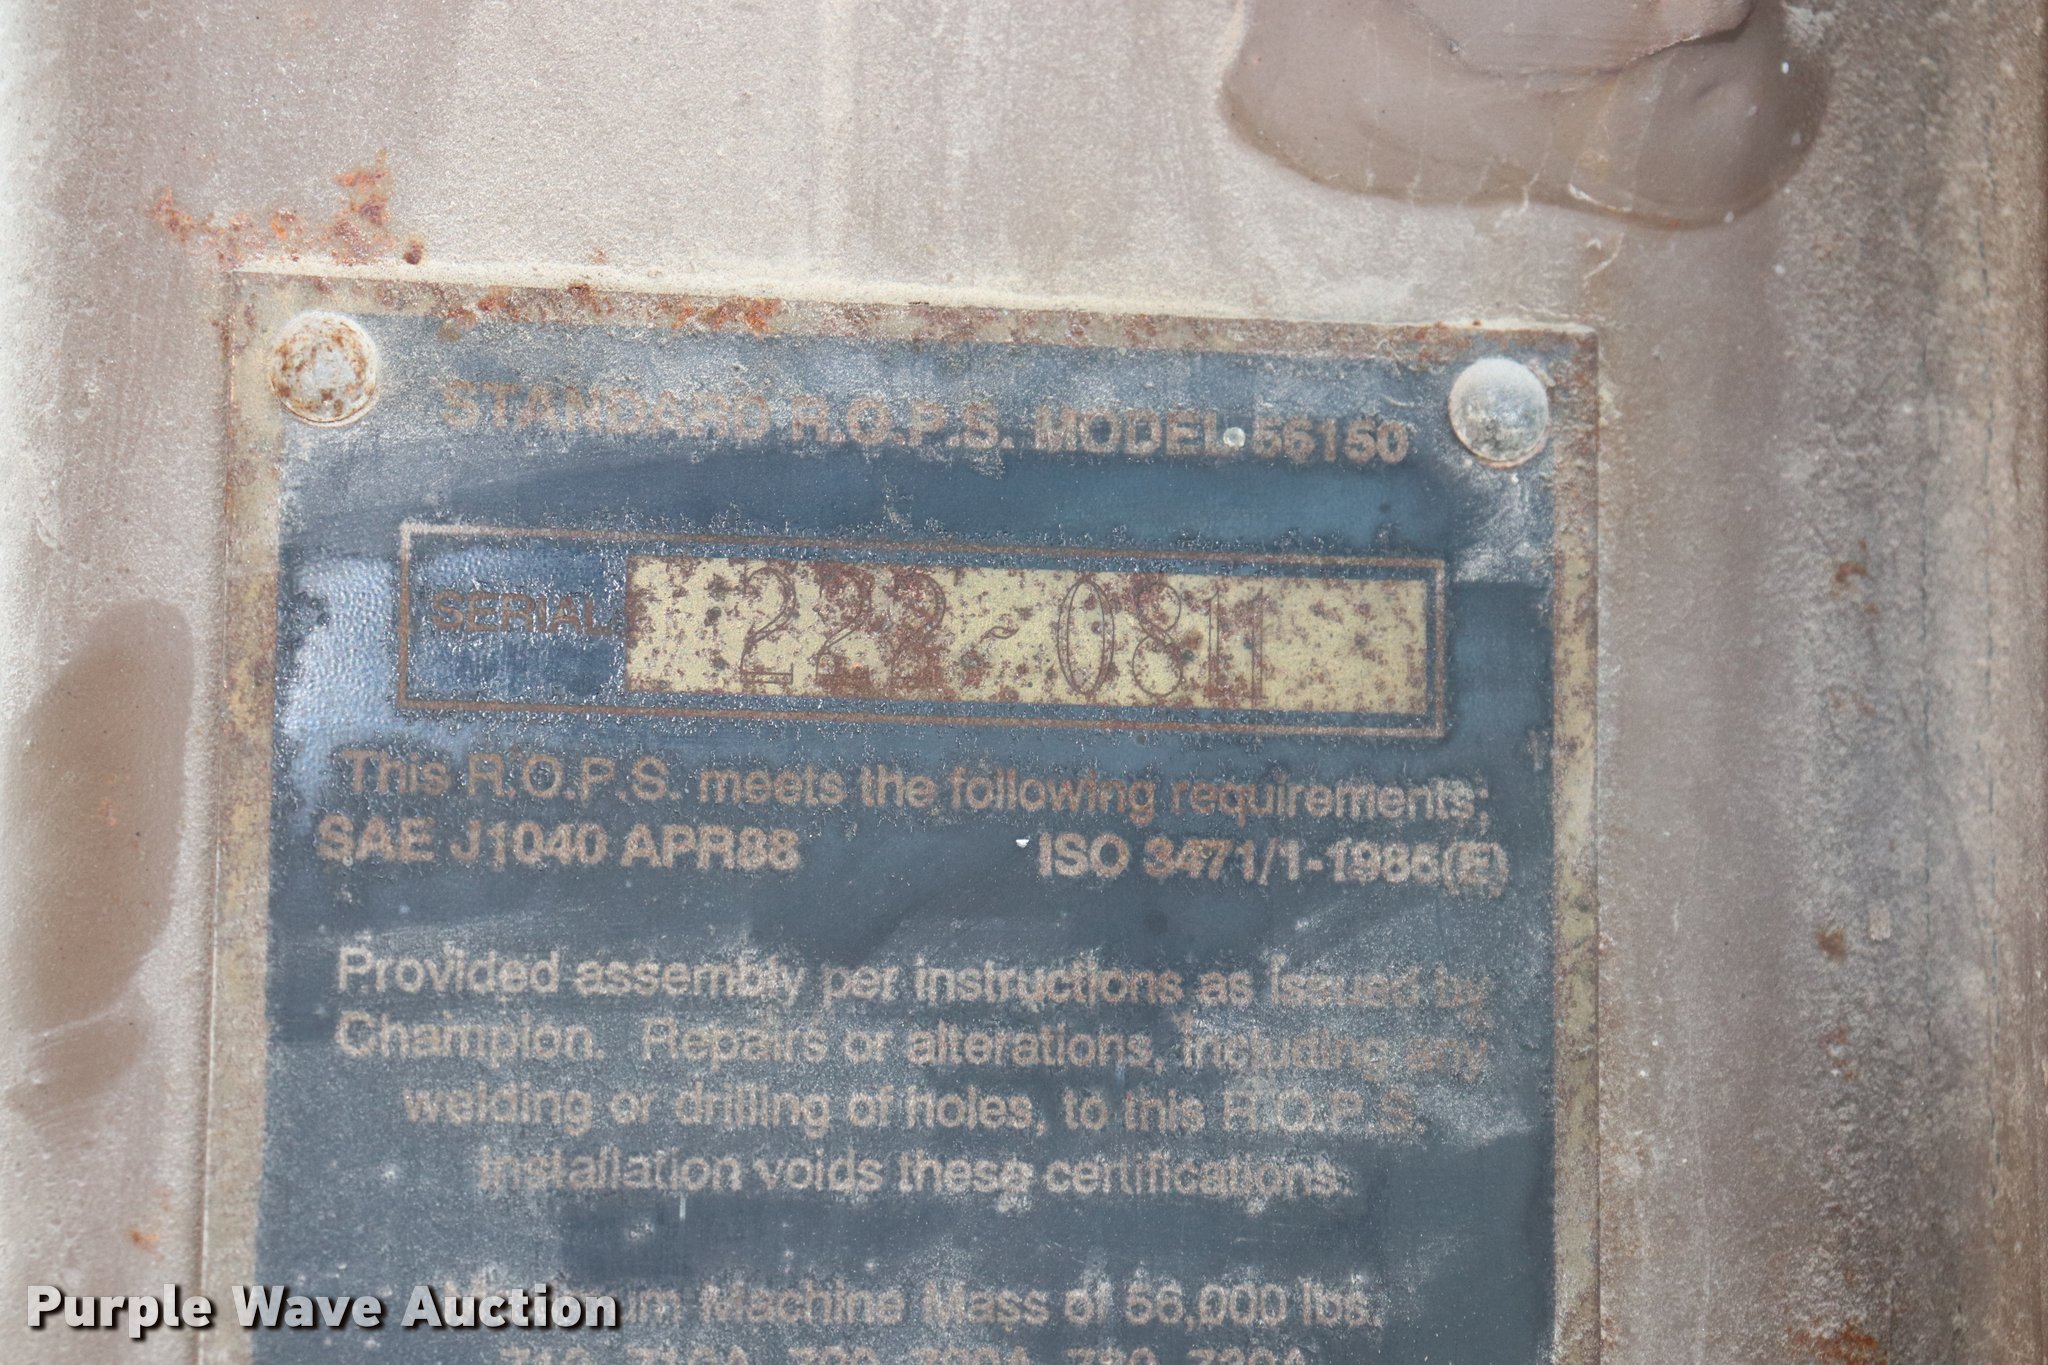 STANDARD R.O.P.S. MODEL 56150
SERIAL 222-0811
This R.O.P.S. meets the following requirements;
SAE J1040 APR88 ISO 3471/1-1986(E)
Provided assembly per instructions as issued by
Champion. Repairs or alterations, including any
welding or drilling of holes, to this R.O.P.S.
installation voids these certifications.
Machine Mass of 56,000 lbs.
Purple Wave Auction